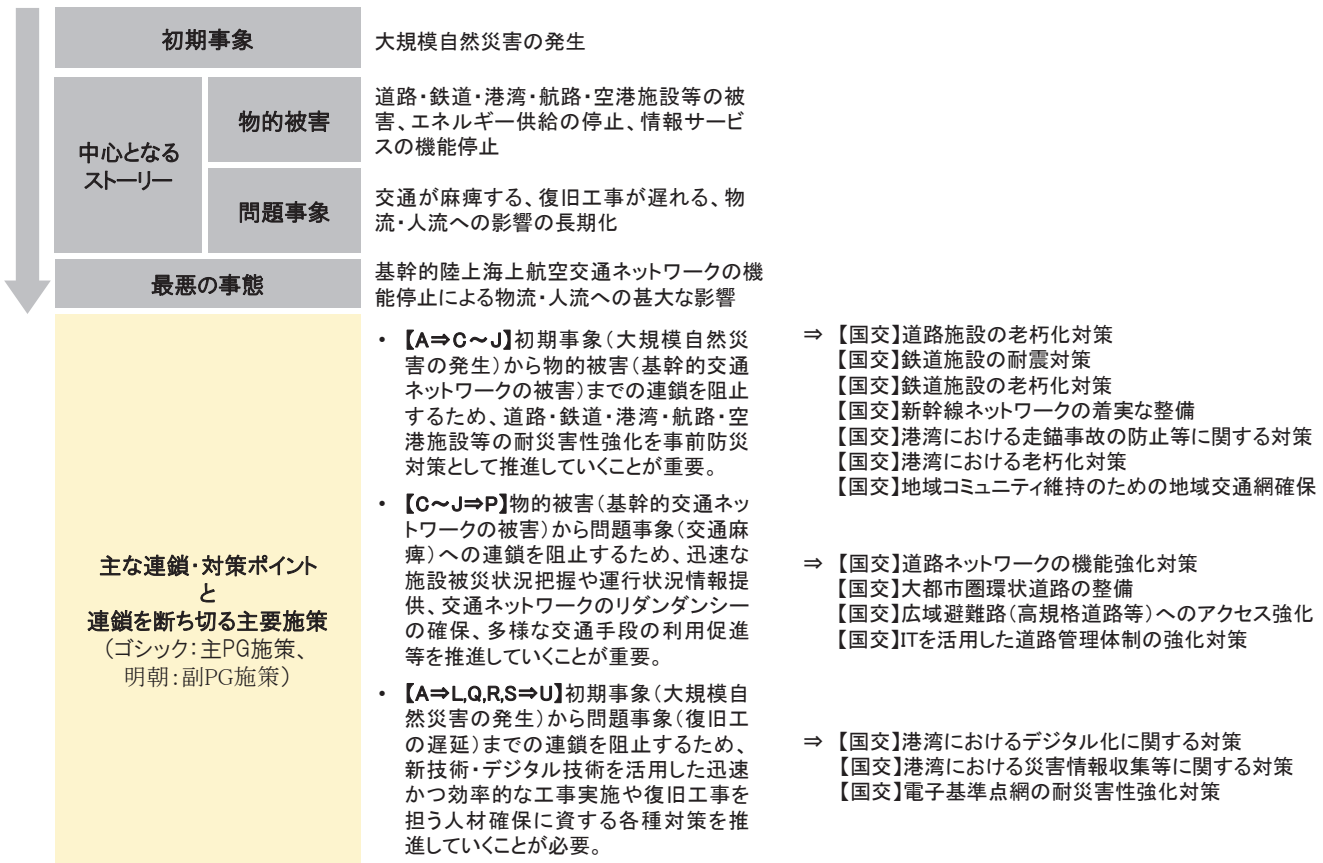 初期事象
大規模自然災害の発生
中心となる
ストーリー
物的被害
道路・鉄道・港湾・航路・空港施設等の被
害、エネルギー供給の停止、情報サービ
スの機能停止
問題事象
交通が麻痺する、復旧工事が遅れる、物
流・人流への影響の長期化
最悪の事態
基幹的陸上海上航空交通ネットワークの機
能停止による物流・人流への甚大な影響
主な連鎖・対策ポイント
と
連鎖を断ち切る主要施策
（ゴシック：主PG施策、
明朝：副PG施策）
・ 【A⇒C～J】初期事象（大規模自然災
害の発生）から物的被害（基幹的交通
ネットワークの被害）までの連鎖を阻止
するため、道路・鉄道・港湾・航路・空
港施設等の耐災害性強化を事前防災
対策として推進していくことが重要。
⇒ 【国交】道路施設の老朽化対策
【国交】鉄道施設の耐震対策
【国交】鉄道施設の老朽化対策
【国交】新幹線ネットワークの着実な整備
【国交】港湾における走錨事故の防止等に関する対策
【国交】港湾における老朽化対策
【国交】地域コミュニティ維持のための地域交通網確保
・ 【C～J⇒P】物的被害（基幹的交通ネッ
トワークの被害）から問題事象（交通麻
痺）への連鎖を阻止するため、迅速な
施設被災状況把握や運行状況情報提
供、交通ネットワークのリダンダンシー
の確保、多様な交通手段の利用促進
等を推進していくことが重要。
⇒ 【国交】道路ネットワークの機能強化対策
【国交】大都市圏環状道路の整備
【国交】広域避難路（高規格道路等）へのアクセス強化
【国交】ITを活用した道路管理体制の強化対策
・ 【A⇒L,Q,R,S⇒U】初期事象（大規模自
然災害の発生）から問題事象（復旧工
の遅延）までの連鎖を阻止するため、
新技術・デジタル技術を活用した迅速
かつ効率的な工事実施や復旧工事を
担う人材確保に資する各種対策を推
進していくことが必要。
⇒ 【国交】港湾におけるデジタル化に関する対策
【国交】港湾における災害情報収集等に関する対策
【国交】電子基準点網の耐災害性強化対策